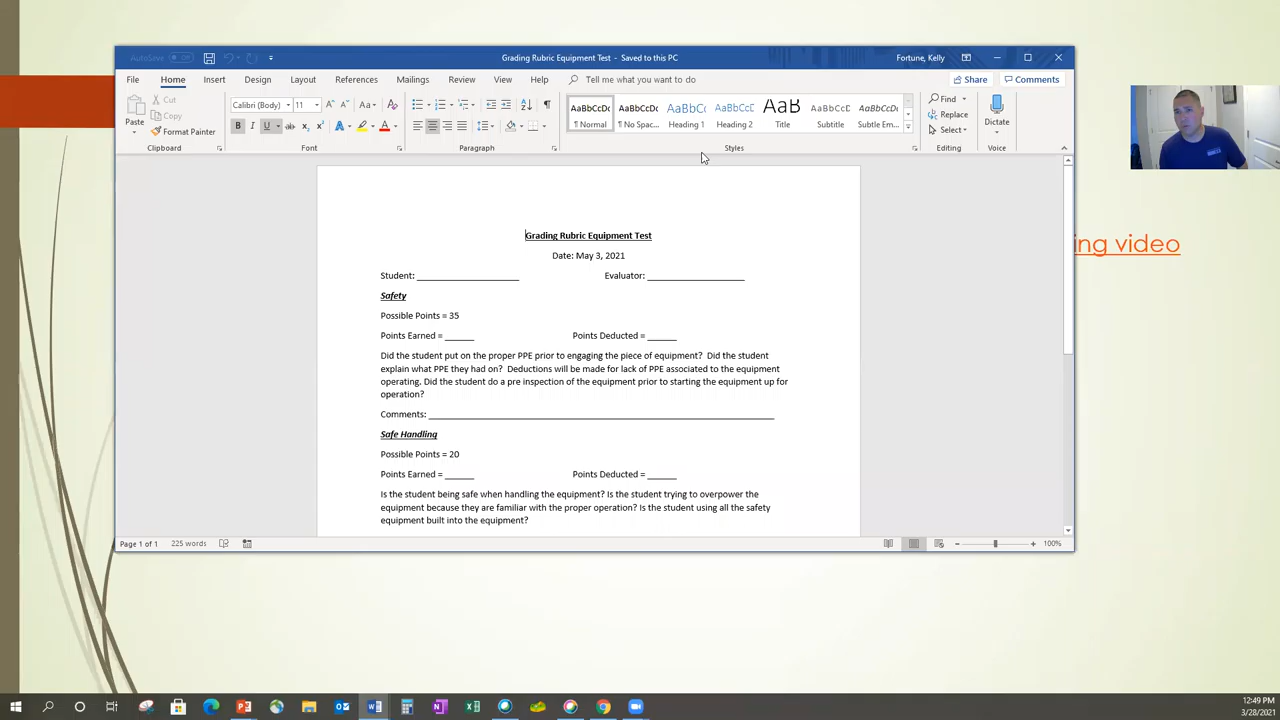 AutoSave Off
Grading Rubric Equipment Test - Saved to this PC
Fortune, Kelly
File Home Insert Design Layout References Mailings Review View Help Tell me what you want to do
Share Comments
Paste
Cut
Copy
Format Painter
Clipboard
Calibri (Body) 11
Font
Paragraph
AaBbCcDc AaBbCcDc AaBbCc AaBbCcD AaB AaBbCcD AaBbCcDi
¶ Normal ¶ No Spac... Heading 1 Heading 2 Title Subtitle Subtle Em...
Styles
Find
Replace
Select
Editing
Dictate
Voice
Grading Rubric Equipment Test
Date: May 3, 2021
Student: ____________________ Evaluator: ____________________
Safety
Possible Points = 35
Points Earned = ______ Points Deducted = ______
Did the student put on the proper PPE prior to engaging the piece of equipment? Did the student
explain what PPE they had on? Deductions will be made for lack of PPE associated to the equipment
operating. Did the student do a pre inspection of the equipment prior to starting the equipment up for
operation?
Comments: ____________________
Safe Handling
Possible Points = 20
Points Earned = ______ Points Deducted = ______
Is the student being safe when handling the equipment? Is the student trying to overpower the
equipment because they are familiar with the proper operation? Is the student using all the safety
equipment built into the equipment?
Page 1 of 1 225 words
100%
ing video
12:49 PM
3/28/2021